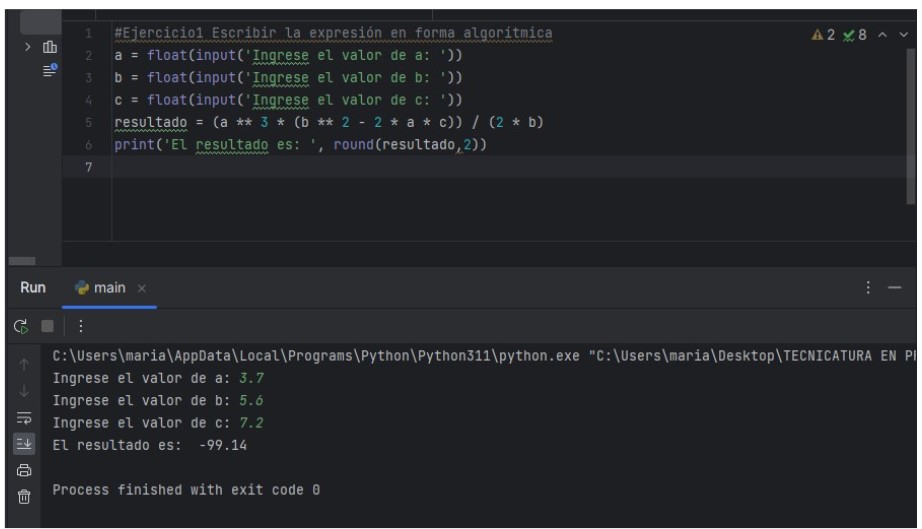 1 #Ejercicio1 Escribir la expresión en forma algorítmica
2 8
2 a = float(input('Ingrese el valor de a: '))
3 b = float(input('Ingrese el valor de b: '))
4 c = float(input('Ingrese el valor de c: '))
5 resultado = (a ** 3 * (b ** 2 - 2 * a * c)) / (2 * b)
6 print('El resultado es: ', round(resultado,2))
7
Run main
C:\Users\maria\AppData\Local\Programs\Python\Python311\python.exe "C:\Users\maria\Desktop\TECNICATURA EN
Ingrese el valor de a: 3.7
Ingrese el valor de b: 5.6
Ingrese el valor de c: 7.2
El resultado es:  -99.14
Process finished with exit code 0